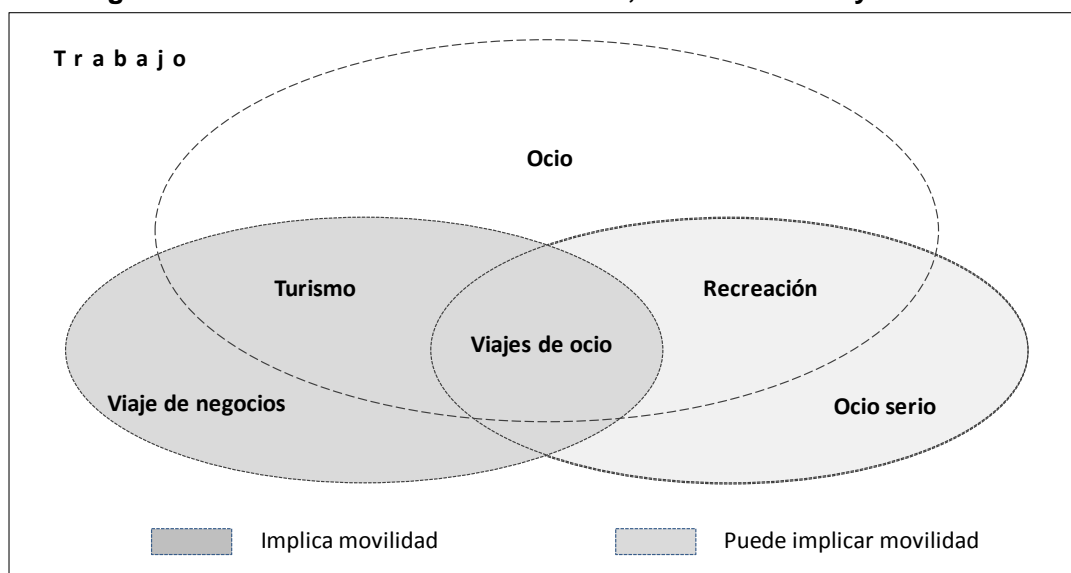 T r a b a j o
Ocio
Turismo
Recreación
Viajes de ocio
Viaje de negocios
Ocio serio
Implica movilidad
Puede implicar movilidad